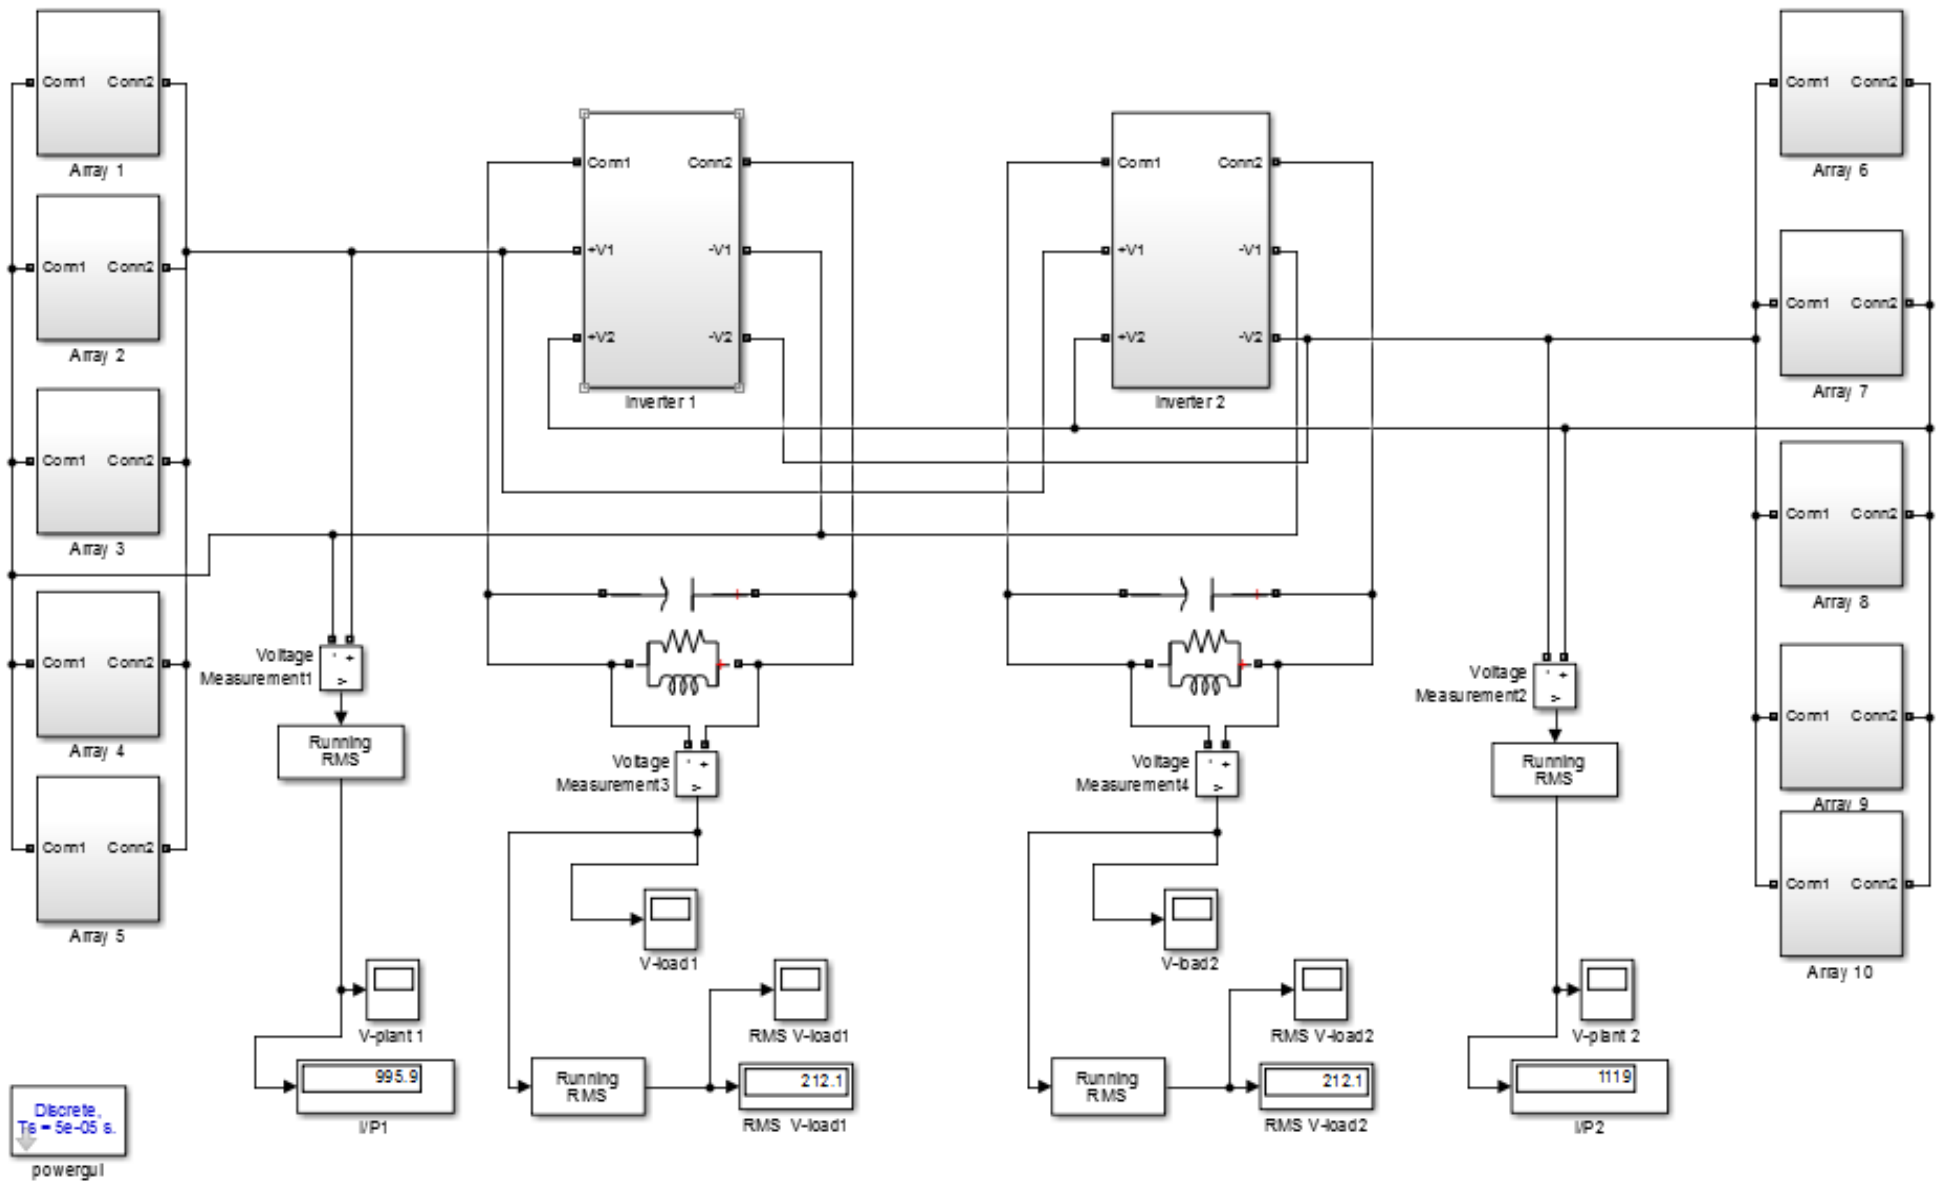 Conn1 Conn2
Array 1
Conn1 Conn2
Array 2
Conn1 Conn2
Array 3
Conn1 Conn2
Array 4
Conn1 Conn2
Array 5
Conn1 Conn2
+V1 -V1
+V2 -V2
Inverter 1
Conn1 Conn2
+V1 -V1
+V2 -V2
Inverter 2
Conn1 Conn2
Array 6
Conn1 Conn2
Array 7
Conn1 Conn2
Array 8
Conn1 Conn2
Array 9
Conn1 Conn2
Array 10
Voltage
Measurement1
Running
RMS
V-plant 1
995.9
I/P1
Voltage
Measurement3
V-load1
Running
RMS
RMS V-load1
212.1
RMS V-load1
Voltage
Measurement4
V-load2
Running
RMS
RMS V-load2
212.1
RMS V-load2
Voltage
Measurement2
Running
RMS
V-plant 2
1119
I/P2
Discrete,
Ts = 5e-05 s.
powergui